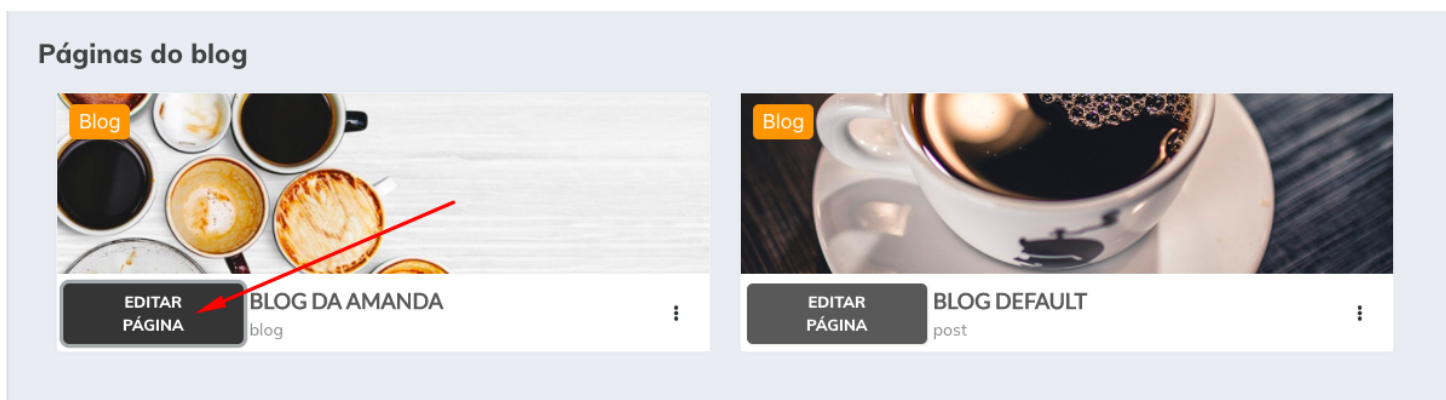 Páginas do blog
Blog
EDITAR
PÁGINA
BLOG DA AMANDA
blog
Blog
EDITAR
PÁGINA
BLOG DEFAULT
post